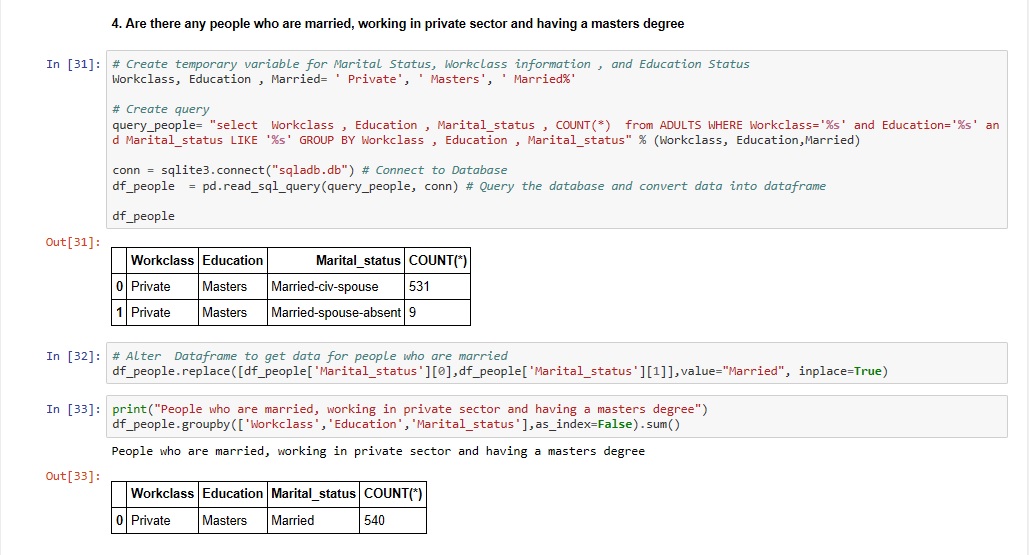 4. Are there any people who are married, working in private sector and having a masters degree
In [31]: # Create temporary variable for Marital Status, Workclass information , and Education Status
Workclass, Education , Married= ' Private', ' Masters', ' Married%'
# Create query
query_people= "select  Workclass , Education , Marital_status , COUNT(*)  from ADULTS WHERE Workclass='%s' and Education='%s' an
d Marital_status LIKE '%s' GROUP BY Workclass , Education , Marital_status" % (Workclass, Education,Married)
conn = sqlite3.connect("sqladb.db") # Connect to Database
df_people  = pd.read_sql_query(query_people, conn) # Query the database and convert data into dataframe
df_people
Out[31]:
Workclass Education Marital_status COUNT(*)
0 Private Masters Married-civ-spouse 531
1 Private Masters Married-spouse-absent 9
In [32]: # Alter  Dataframe to get data for people who are married
df_people.replace([df_people['Marital_status'][0],df_people['Marital_status'][1]],value="Married", inplace=True)
In [33]: print("People who are married, working in private sector and having a masters degree")
df_people.groupby(['Workclass','Education','Marital_status'],as_index=False).sum()
People who are married, working in private sector and having a masters degree
Out[33]:
Workclass Education Marital_status COUNT(*)
0 Private Masters Married 540